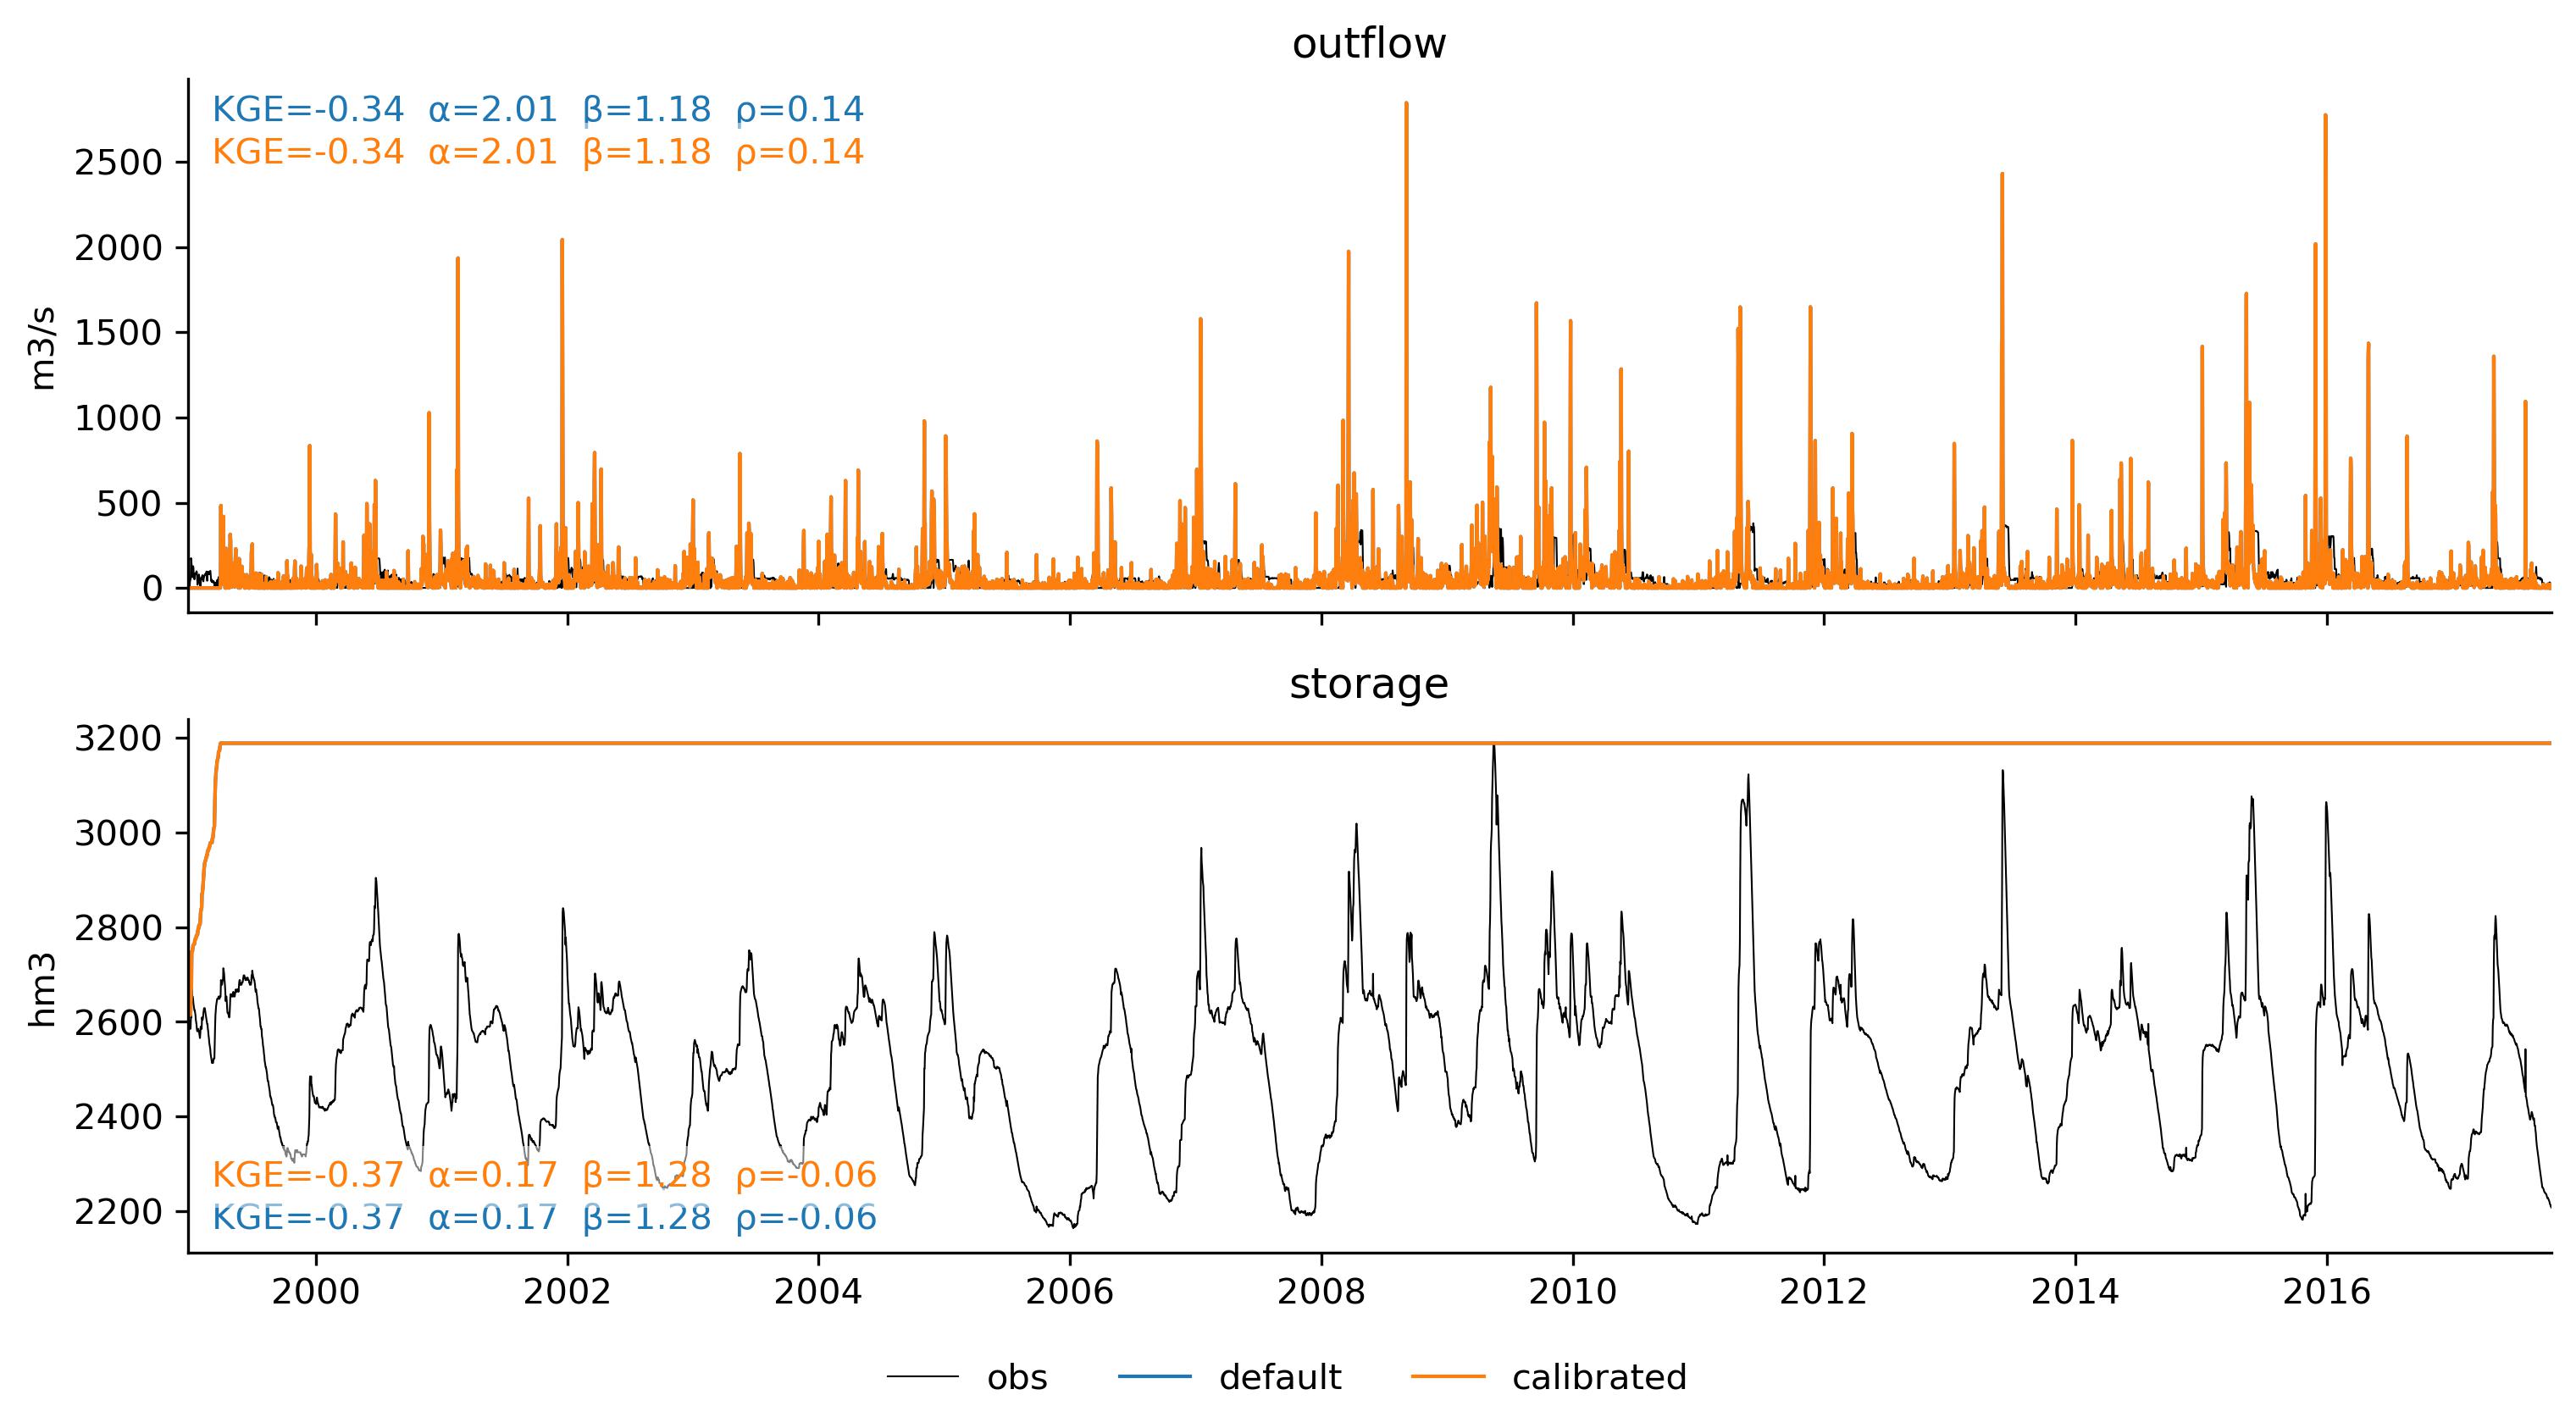 outflow
KGE=-0.34 α=2.01 β=1.18 ρ=0.14
KGE=-0.34 α=2.01 β=1.18 ρ=0.14
m3/s
2500
2000
1500
1000
500
0
storage
hm3
3200
3000
2800
2600
2400
2200
KGE=-0.37 α=0.17 β=1.28 ρ=-0.06
KGE=-0.37 α=0.17 β=1.28 ρ=-0.06
2000 2002 2004 2006 2008 2010 2012 2014 2016
obs default calibrated